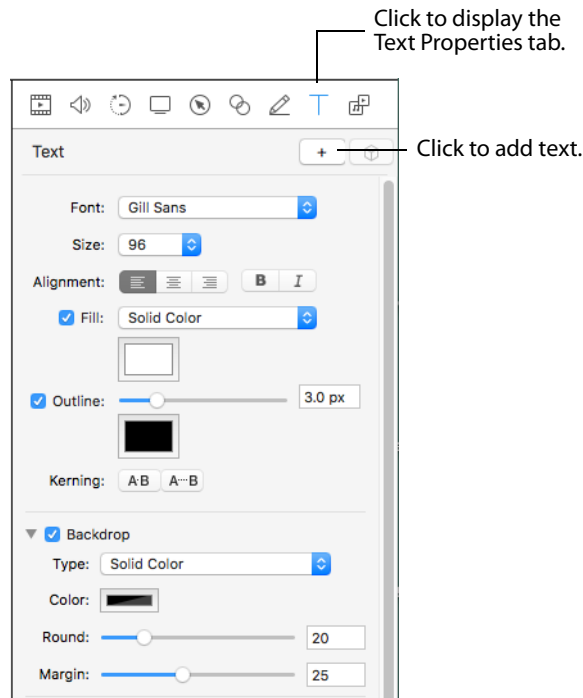 Click to display the
Text Properties tab.
Text
+
Click to add text.
Font: Gill Sans
Size: 96
Alignment: B I
Fill: Solid Color
Outline: 3.0 px
Kerning: A·B A┄B
Backdrop
Type: Solid Color
Color:
Round: 20
Margin: 25